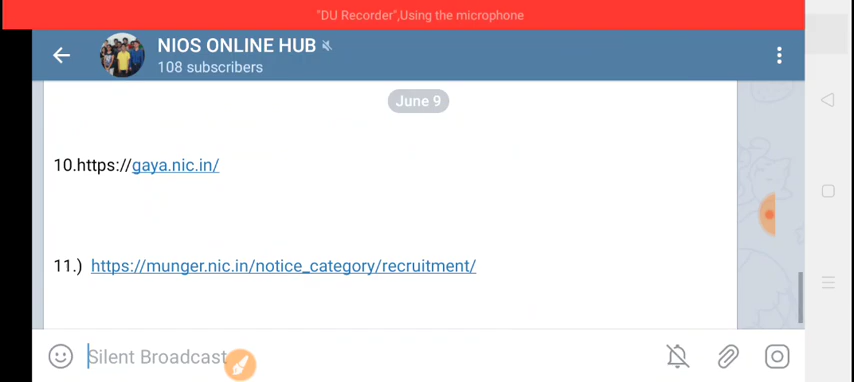 "DU Recorder",Using the microphone
NIOS ONLINE HUB
108 subscribers
June 9
10.https://gaya.nic.in/
11.) https://munger.nic.in/notice_category/recruitment/
Silent Broadcast